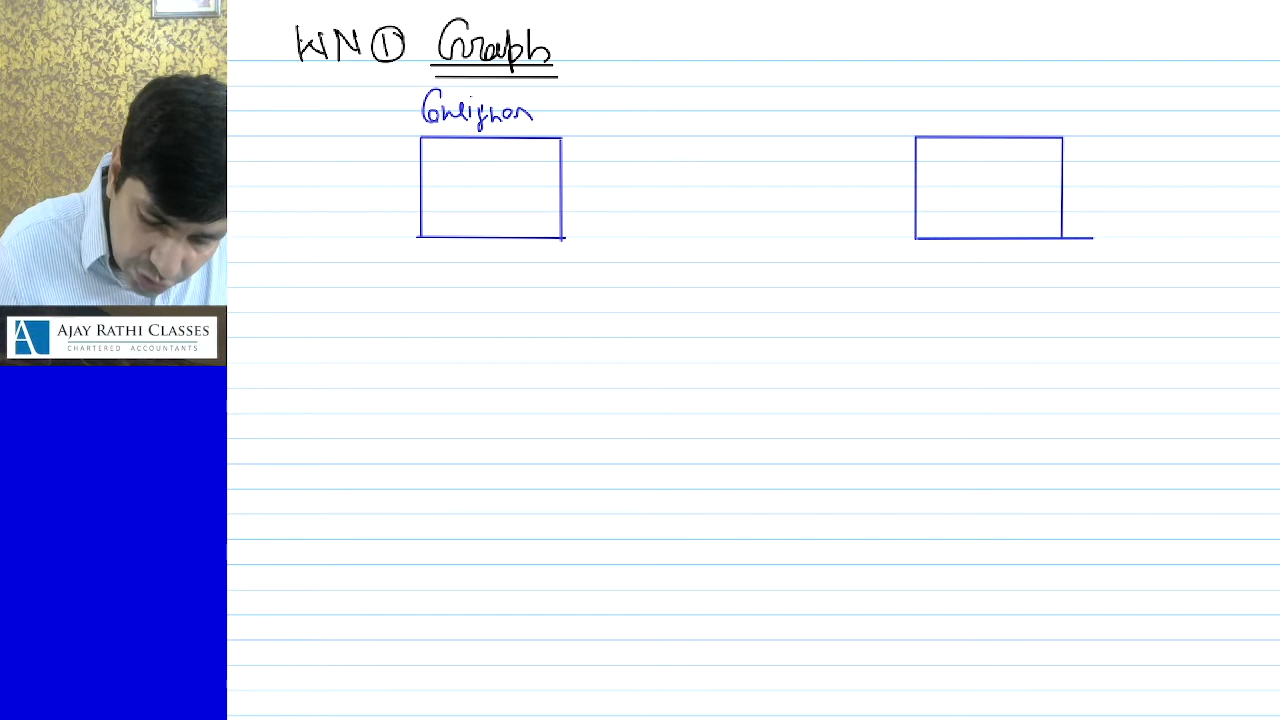 WN ① Graph
Consignor
AJAY RATHI CLASSES
CHARTERED ACCOUNTANTS